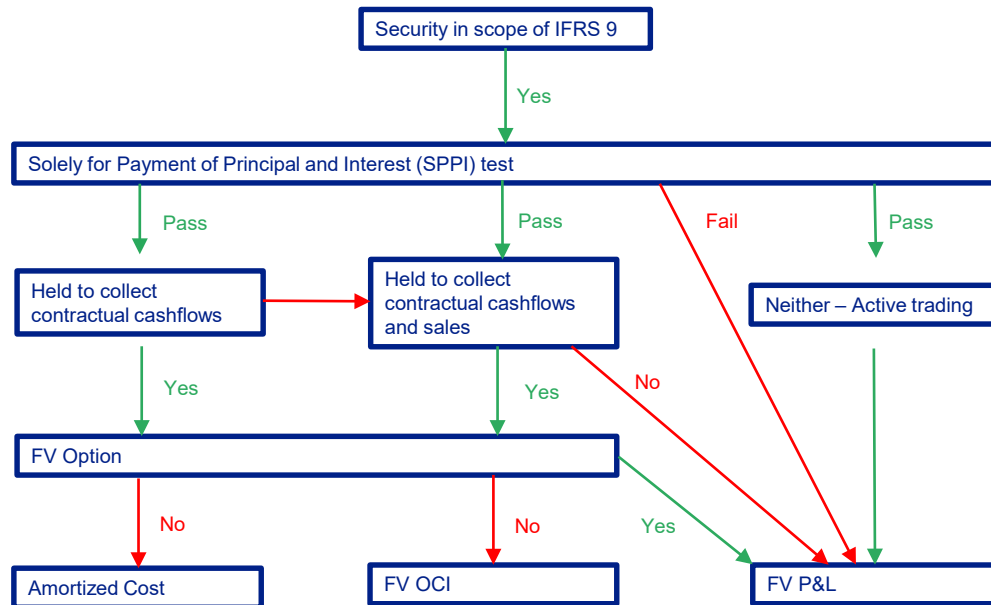 Security in scope of IFRS 9
Yes
Solely for Payment of Principal and Interest (SPPI) test
Pass
Pass
Fail
Pass
Held to collect
contractual cashflows
Held to collect
contractual cashflows
and sales
Neither – Active trading
Yes
Yes
No
FV Option
No
No
Yes
Amortized Cost
FV OCI
FV P&L